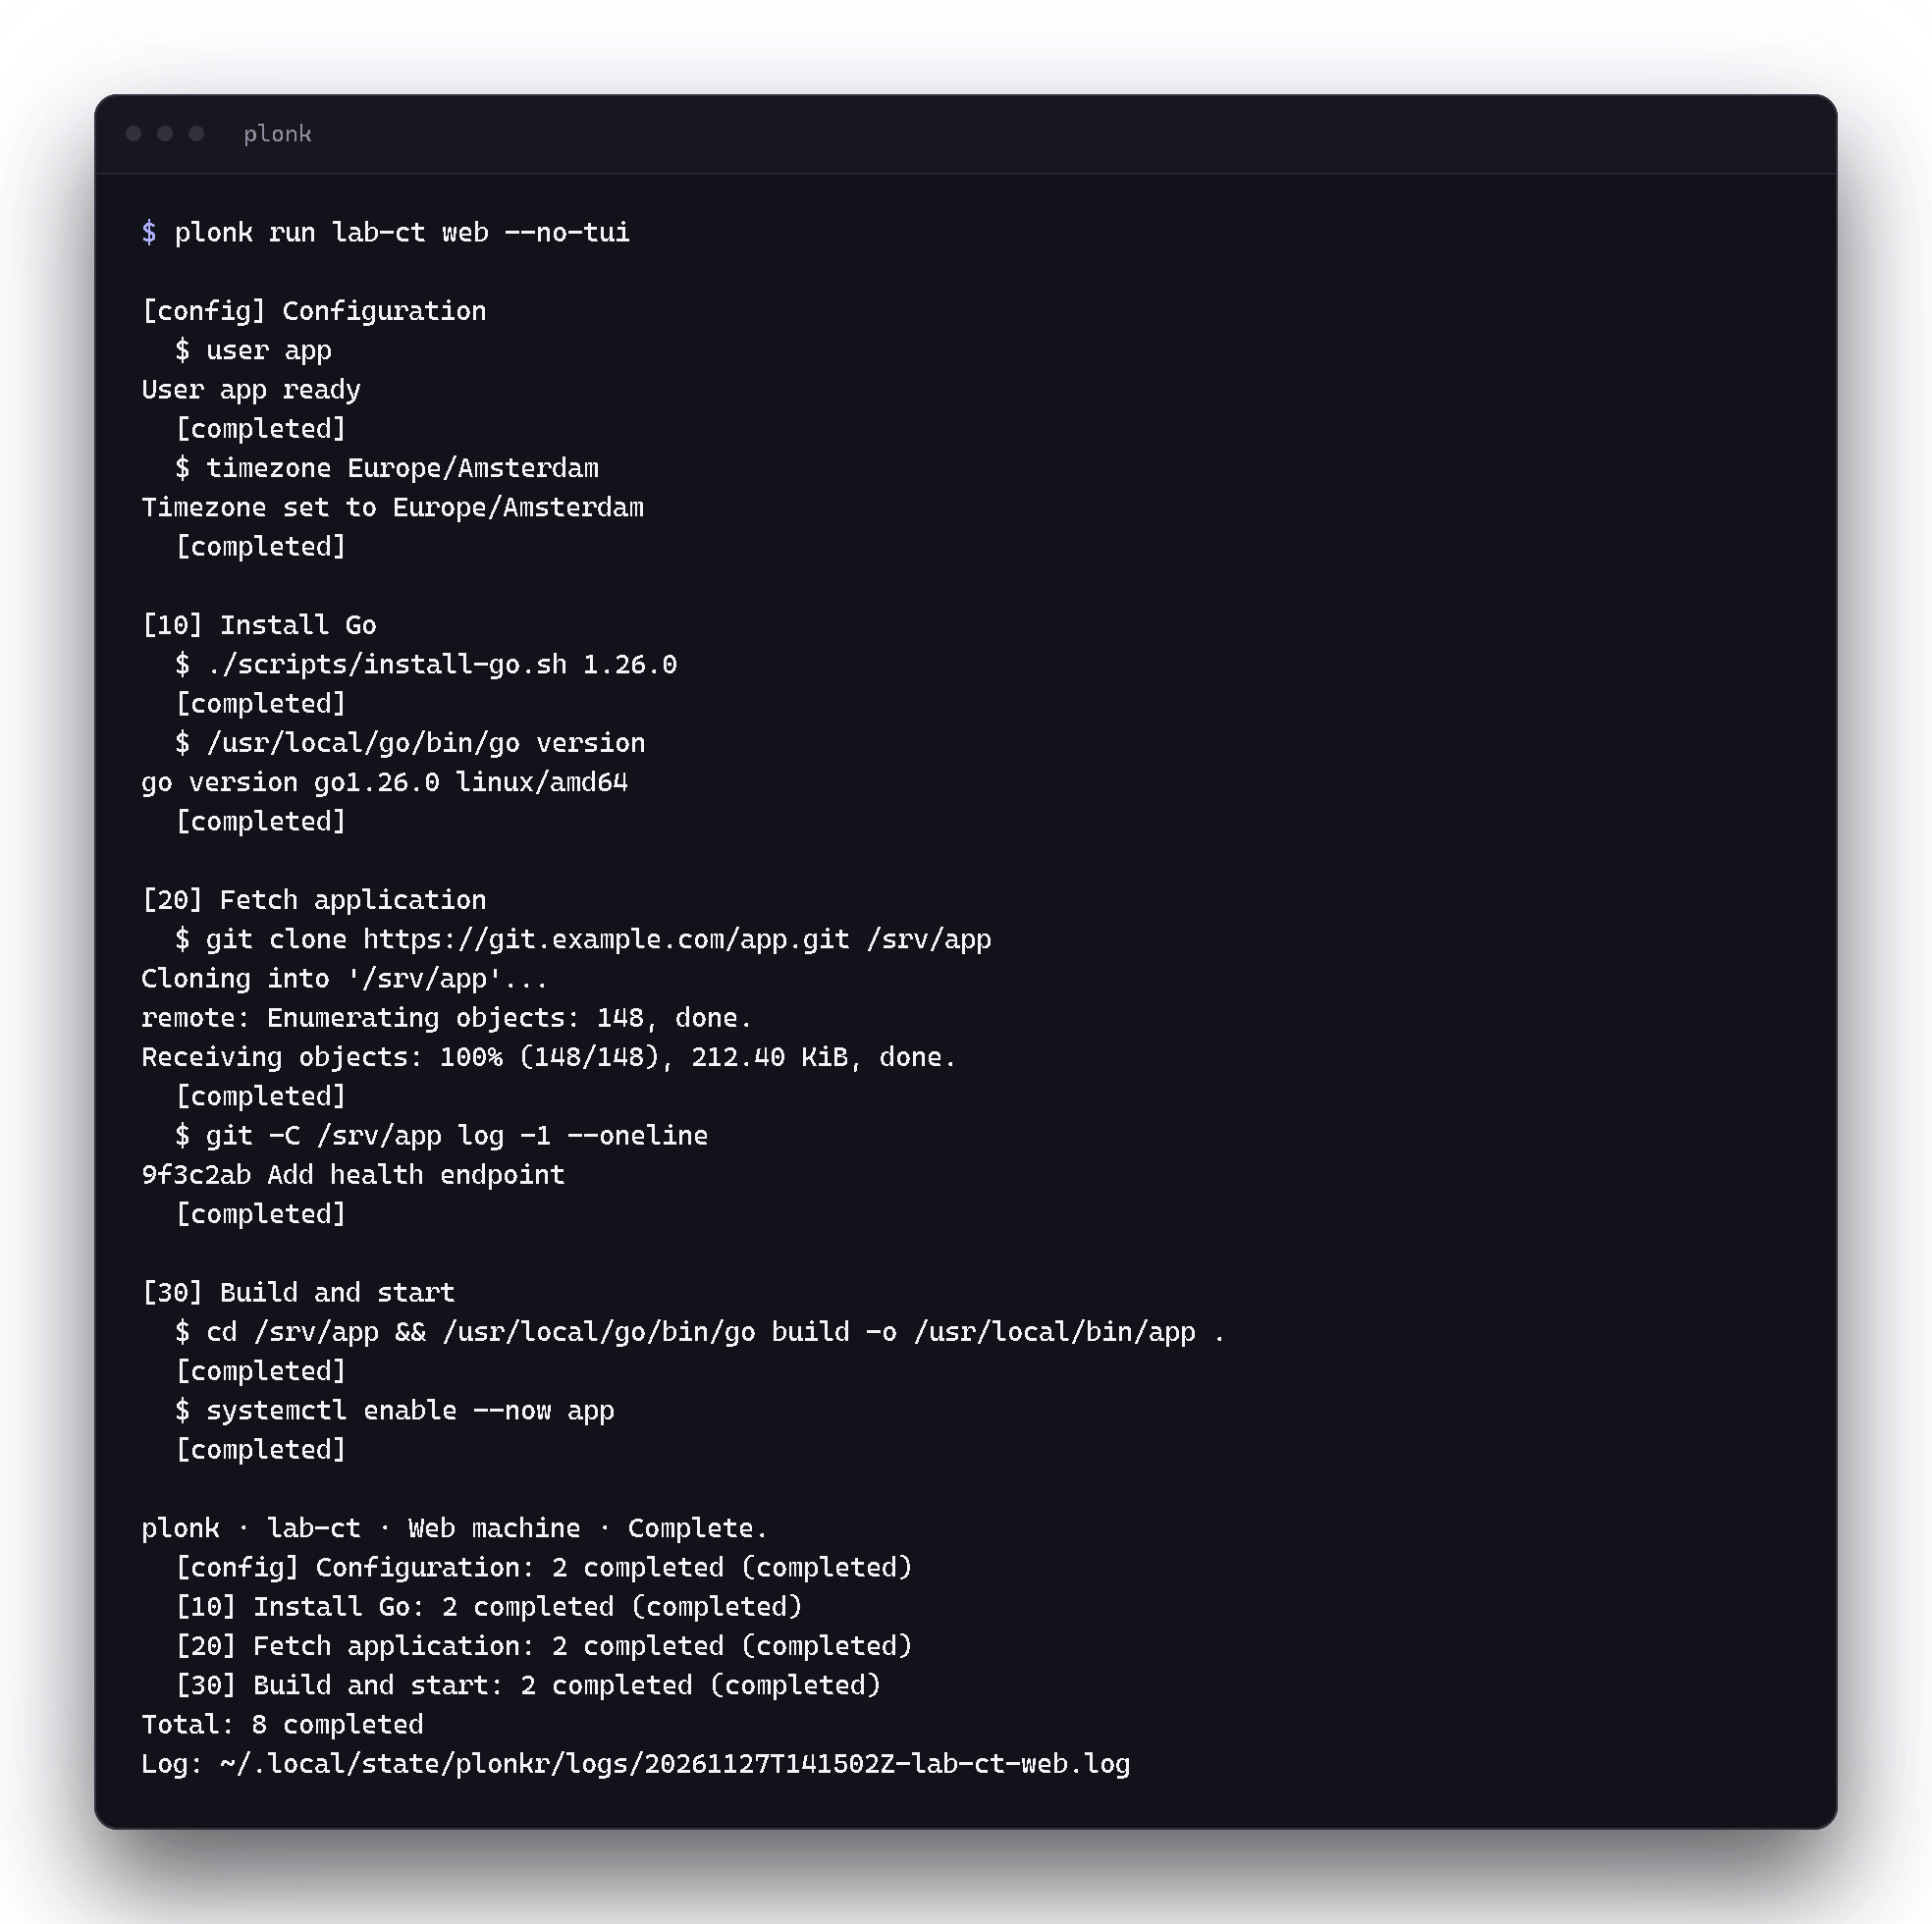 plonk
$ plonk run lab-ct web --no-tui
[config] Configuration
$ user app
User app ready
[completed]
$ timezone Europe/Amsterdam
Timezone set to Europe/Amsterdam
[completed]
[10] Install Go
$ ./scripts/install-go.sh 1.26.0
[completed]
$ /usr/local/go/bin/go version
go version go1.26.0 linux/amd64
[completed]
[20] Fetch application
$ git clone https://git.example.com/app.git /srv/app
Cloning into '/srv/app'...
remote: Enumerating objects: 148, done.
Receiving objects: 100% (148/148), 212.40 KiB, done.
[completed]
$ git -C /srv/app log -1 --oneline
9f3c2ab Add health endpoint
[completed]
[30] Build and start
$ cd /srv/app && /usr/local/go/bin/go build -o /usr/local/bin/app .
[completed]
$ systemctl enable --now app
[completed]
plonk · lab-ct · Web machine · Complete.
[config] Configuration: 2 completed (completed)
[10] Install Go: 2 completed (completed)
[20] Fetch application: 2 completed (completed)
[30] Build and start: 2 completed (completed)
Total: 8 completed
Log: ~/.local/state/plonkr/logs/20261127T141502Z-lab-ct-web.log